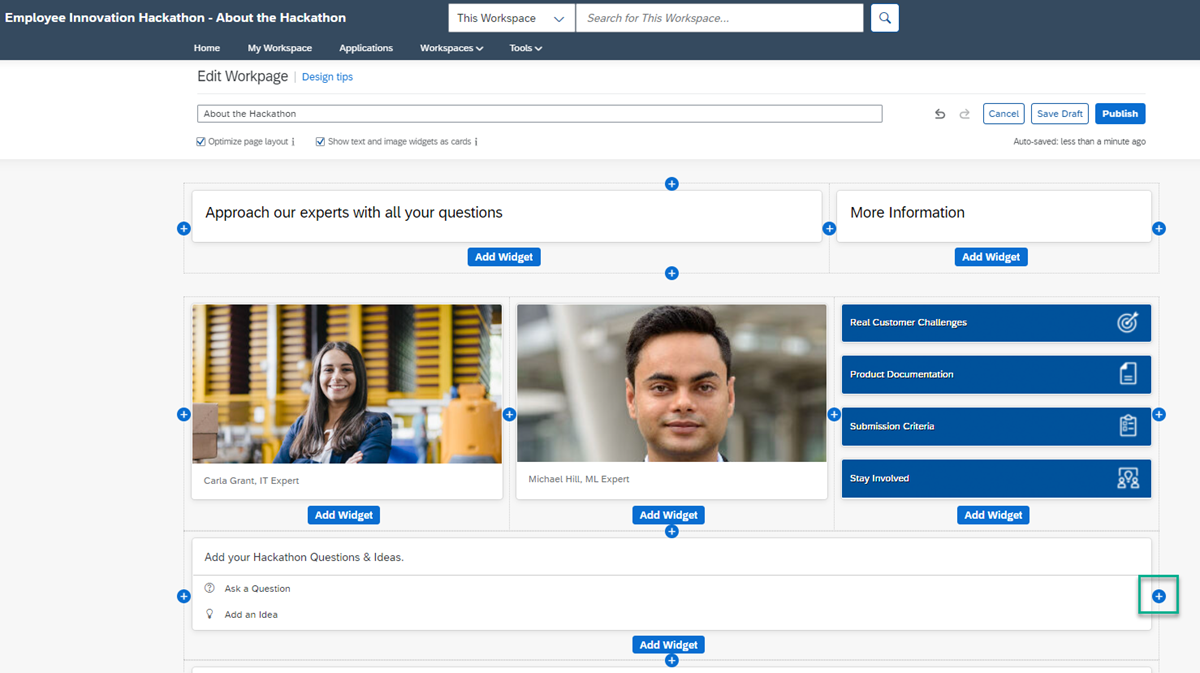 Employee Innovation Hackathon - About the Hackathon
This Workspace
Search for This Workspace...
Home My Workspace Applications Workspaces Tools
Edit Workpage | Design tips
About the Hackathon
Cancel Save Draft Publish
Optimize page layout i Show text and image widgets as cards i
Auto-saved: less than a minute ago
Approach our experts with all your questions
More Information
Add Widget
Add Widget
Real Customer Challenges
Product Documentation
Submission Criteria
Stay Involved
Carla Grant, IT Expert
Michael Hill, ML Expert
Add Widget
Add Widget
Add Widget
Add your Hackathon Questions & Ideas.
Ask a Question
Add an Idea
Add Widget